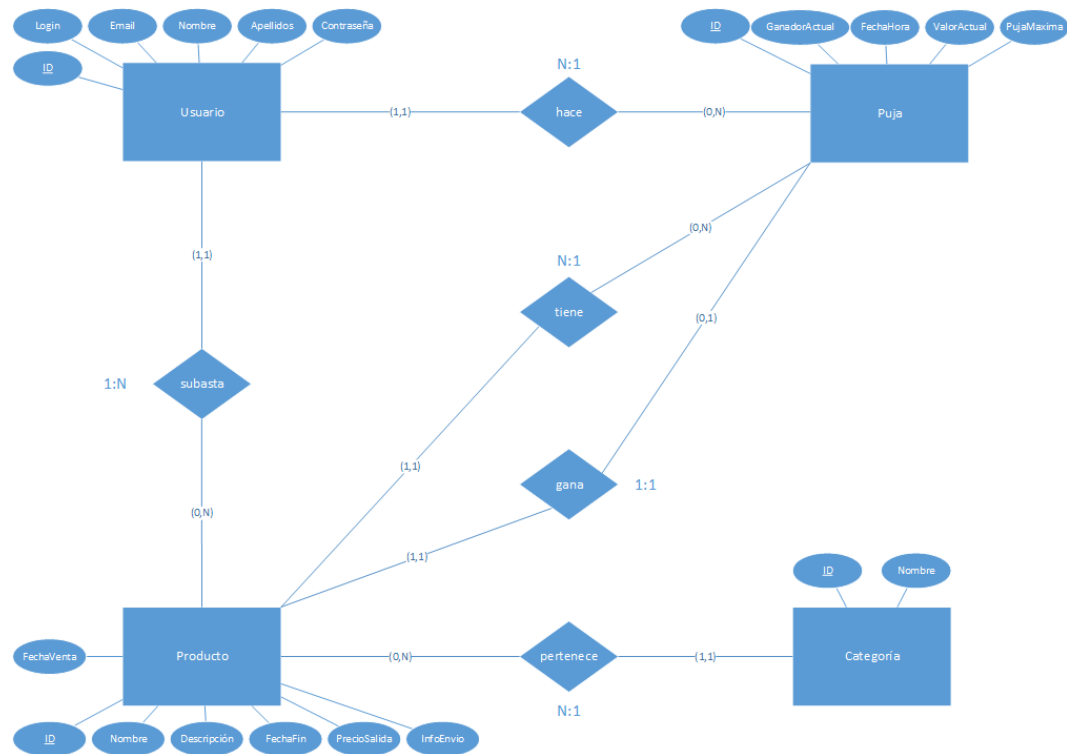 Login
Email
Nombre
Apellidos
Contraseña
ID
GanadorActual
FechaHora
ValorActual
PujaMaxima
ID
N:1
Usuario
(1,1)
hace
(0,N)
Puja
(1,1)
(0,N)
N:1
tiene
(0,1)
1:N
subasta
(1,1)
gana
1:1
(0,N)
(1,1)
ID
Nombre
FechaVenta
Producto
(0,N)
pertenece
(1,1)
Categoría
N:1
ID
Nombre
Descripción
FechaFin
PrecioSalida
InfoEnvio